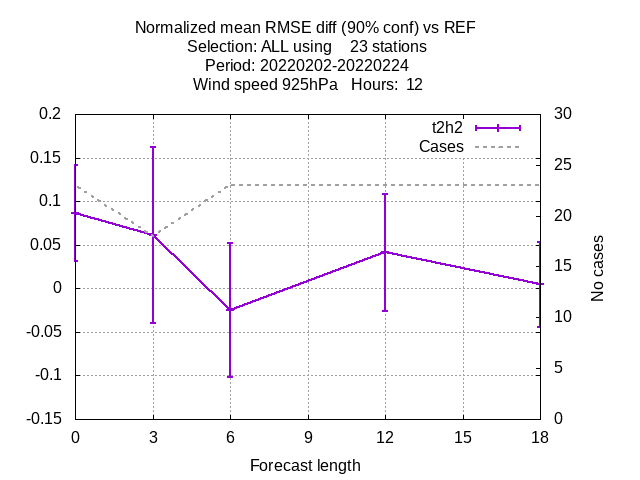 Normalized mean RMSE diff (90% conf) vs REF
Selection: ALL using    23 stations
Period: 20220202-20220224
Wind speed 925hPa   Hours:  12
0.2
0.15
0.1
0.05
0
-0.05
-0.1
-0.15
t2h2
Cases
30
25
20
15
10
5
0
No cases
0 3 6 9 12 15 18
Forecast length